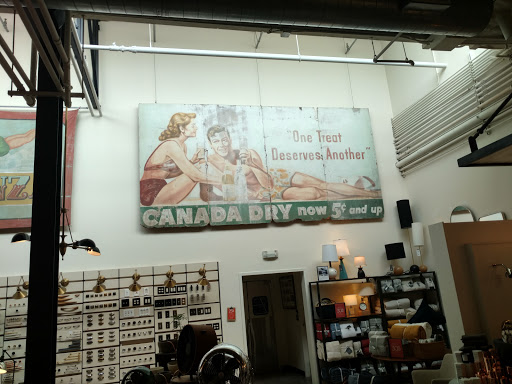 "One Treat
Deserves Another"
CANADA DRY now 5¢ and up